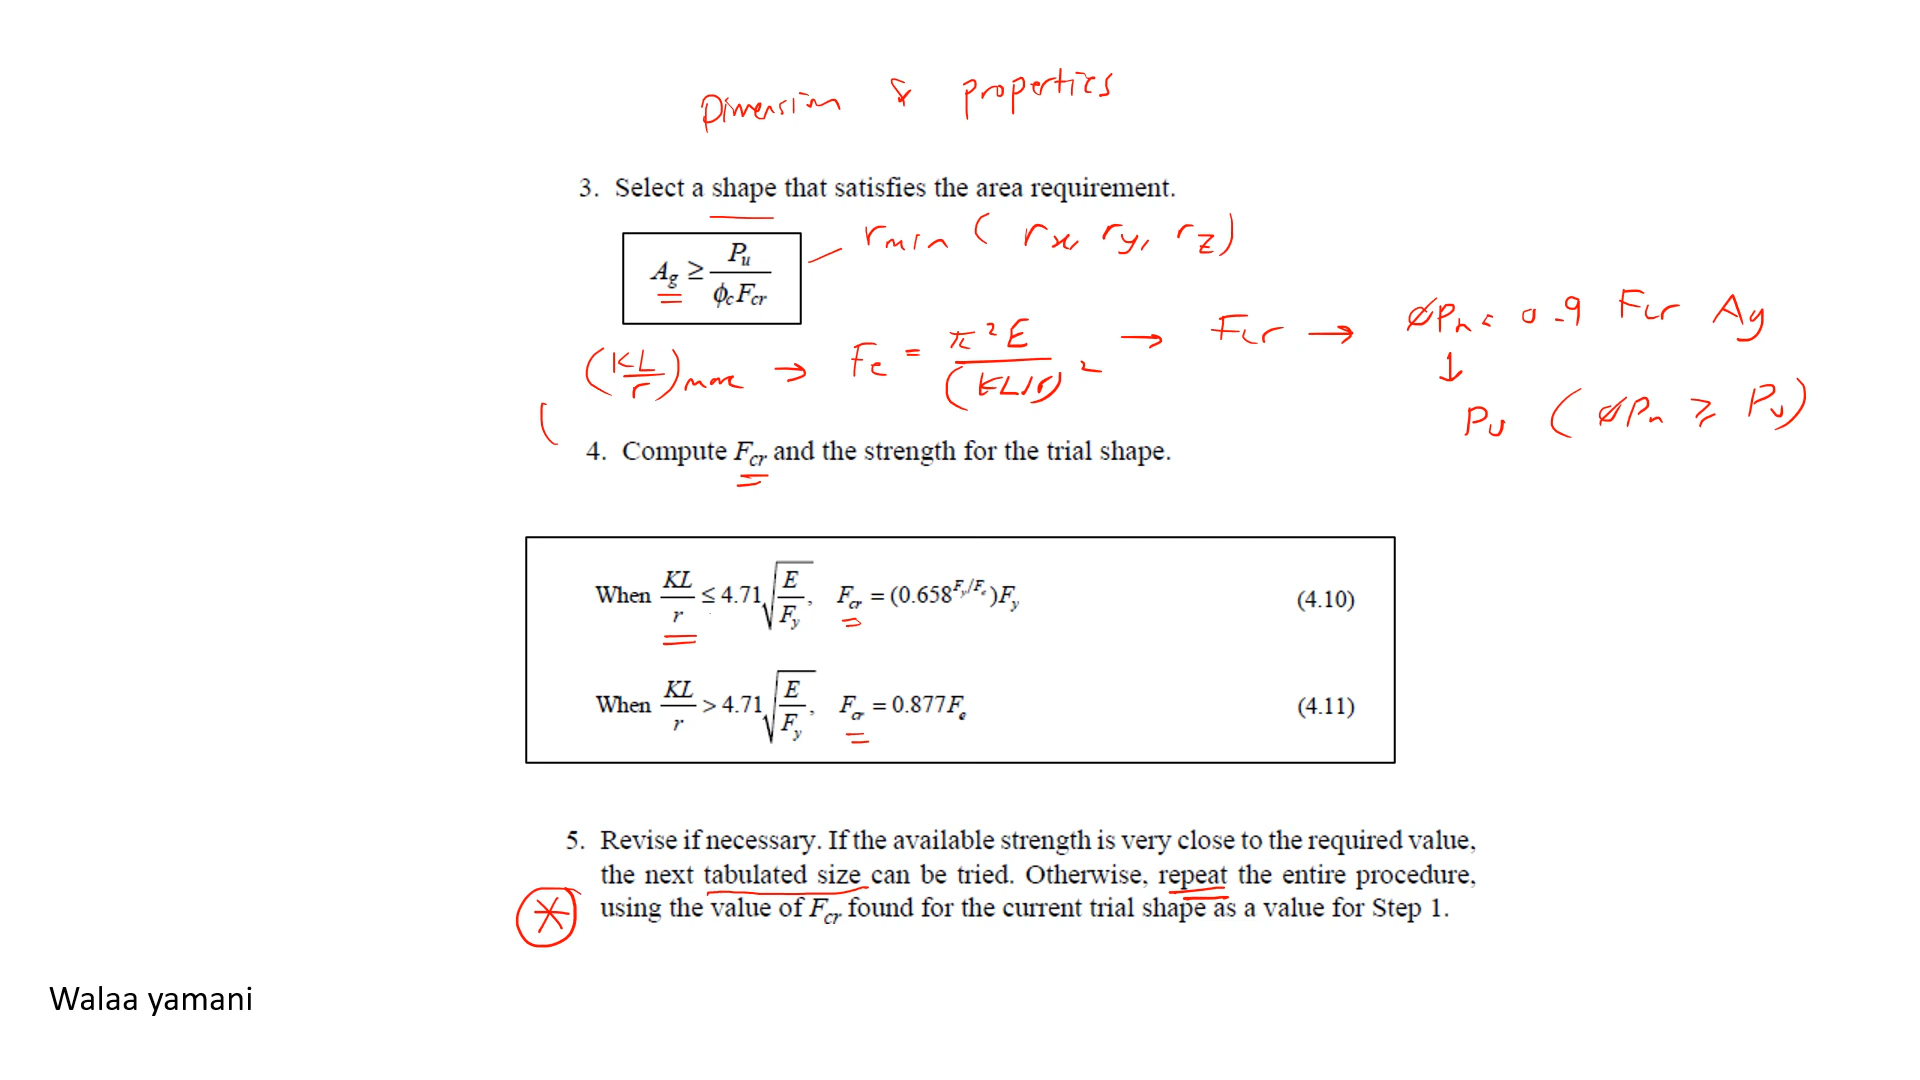 Dimension & properties
3. Select a shape that satisfies the area requirement.
Ag ≥ Pu / ϕcFcr
rmin ( rx, ry, rz)
(KL/r)max → Fe = π²E / (KL/r)² → Fcr → ØPn = 0.9 Fcr Ag
↓
Pu ( ØPn ≥ Pu)
4. Compute Fcr and the strength for the trial shape.
When KL/r ≤ 4.71√(E/Fy), Fcr = (0.658^(Fy/Fe))Fy (4.10)
When KL/r > 4.71√(E/Fy), Fcr = 0.877Fe (4.11)
5. Revise if necessary. If the available strength is very close to the required value,
the next tabulated size can be tried. Otherwise, repeat the entire procedure,
using the value of Fcr found for the current trial shape as a value for Step 1.
Walaa yamani